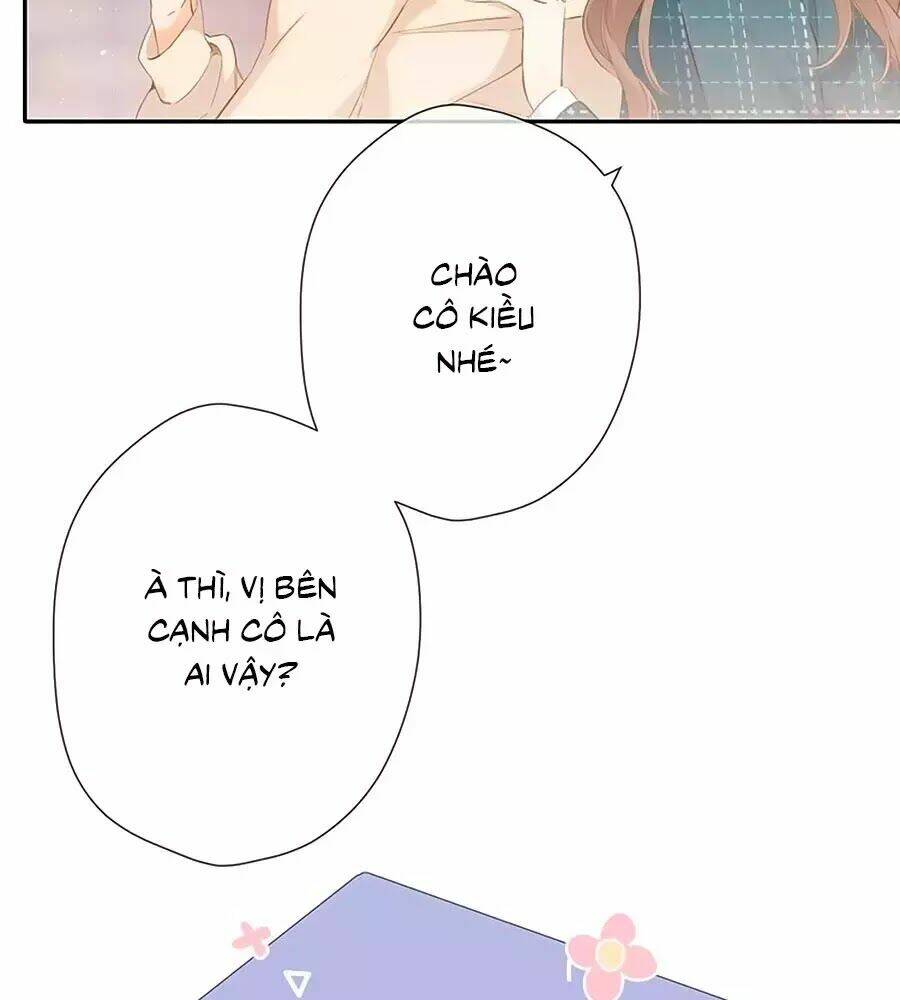 CHÀO
CÔ KIỀU
NHÉ~
À THÌ, VỊ BÊN
CẠNH CÔ LÀ
AI VẬY?